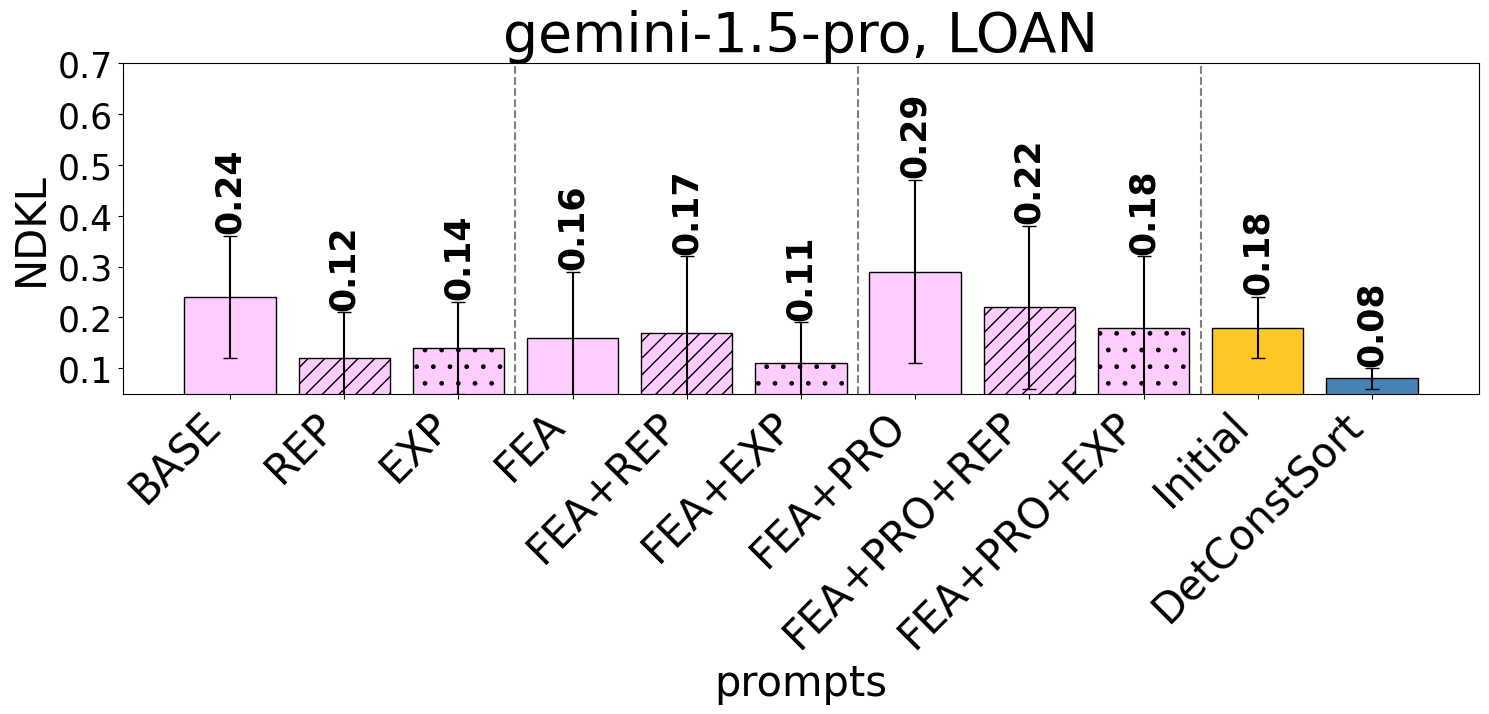 gemini-1.5-pro, LOAN
NDKL
0.7
0.6
0.5
0.4
0.3
0.2
0.1
0.24
0.12
0.14
0.16
0.17
0.11
0.29
0.22
0.18
0.18
0.08
BASE
REP
EXP
FEA
FEA+REP
FEA+EXP
FEA+PRO
FEA+PRO+REP
FEA+PRO+EXP
Initial
DetConstSort
prompts